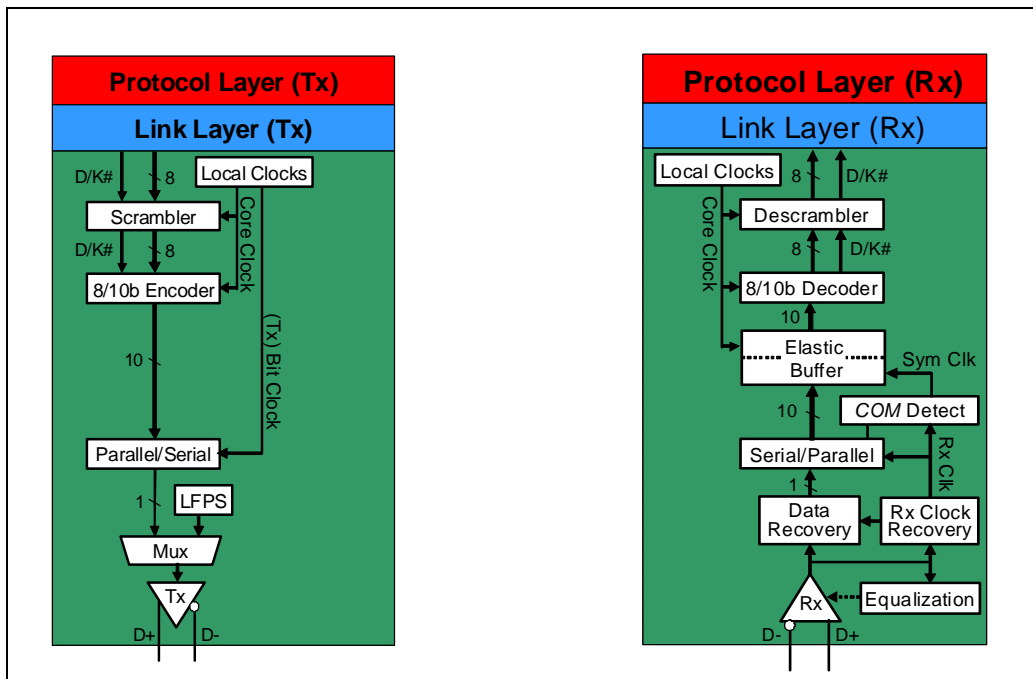 Protocol Layer (Tx)
Link Layer (Tx)
D/K#
8
Local Clocks
Scrambler
D/K#
8
Core Clock
8/10b Encoder
(Tx) Bit Clock
10
Parallel/Serial
1
LFPS
Mux
Tx
D+
D-
Protocol Layer (Rx)
Link Layer (Rx)
Local Clocks
8
D/K#
Descrambler
Core Clock
8
D/K#
8/10b Decoder
10
Elastic
Buffer
Sym Clk
10
COM Detect
Serial/Parallel
Rx Clk
1
Data
Recovery
Rx Clock
Recovery
Rx
Equalization
D-
D+